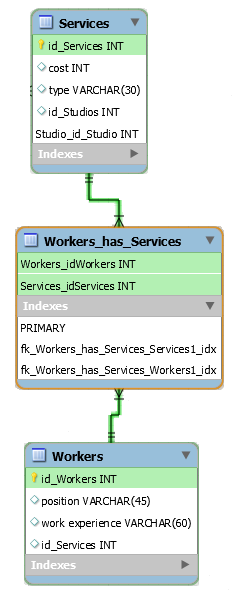 Services
id_Services INT
cost INT
type VARCHAR(30)
id_Studios INT
Studio_id_Studio INT
Indexes
Workers_has_Services
Workers_idWorkers INT
Services_idServices INT
Indexes
PRIMARY
fk_Workers_has_Services_Services1_idx
fk_Workers_has_Services_Workers1_idx
Workers
id_Workers INT
position VARCHAR(45)
work experience VARCHAR(60)
id_Services INT
Indexes